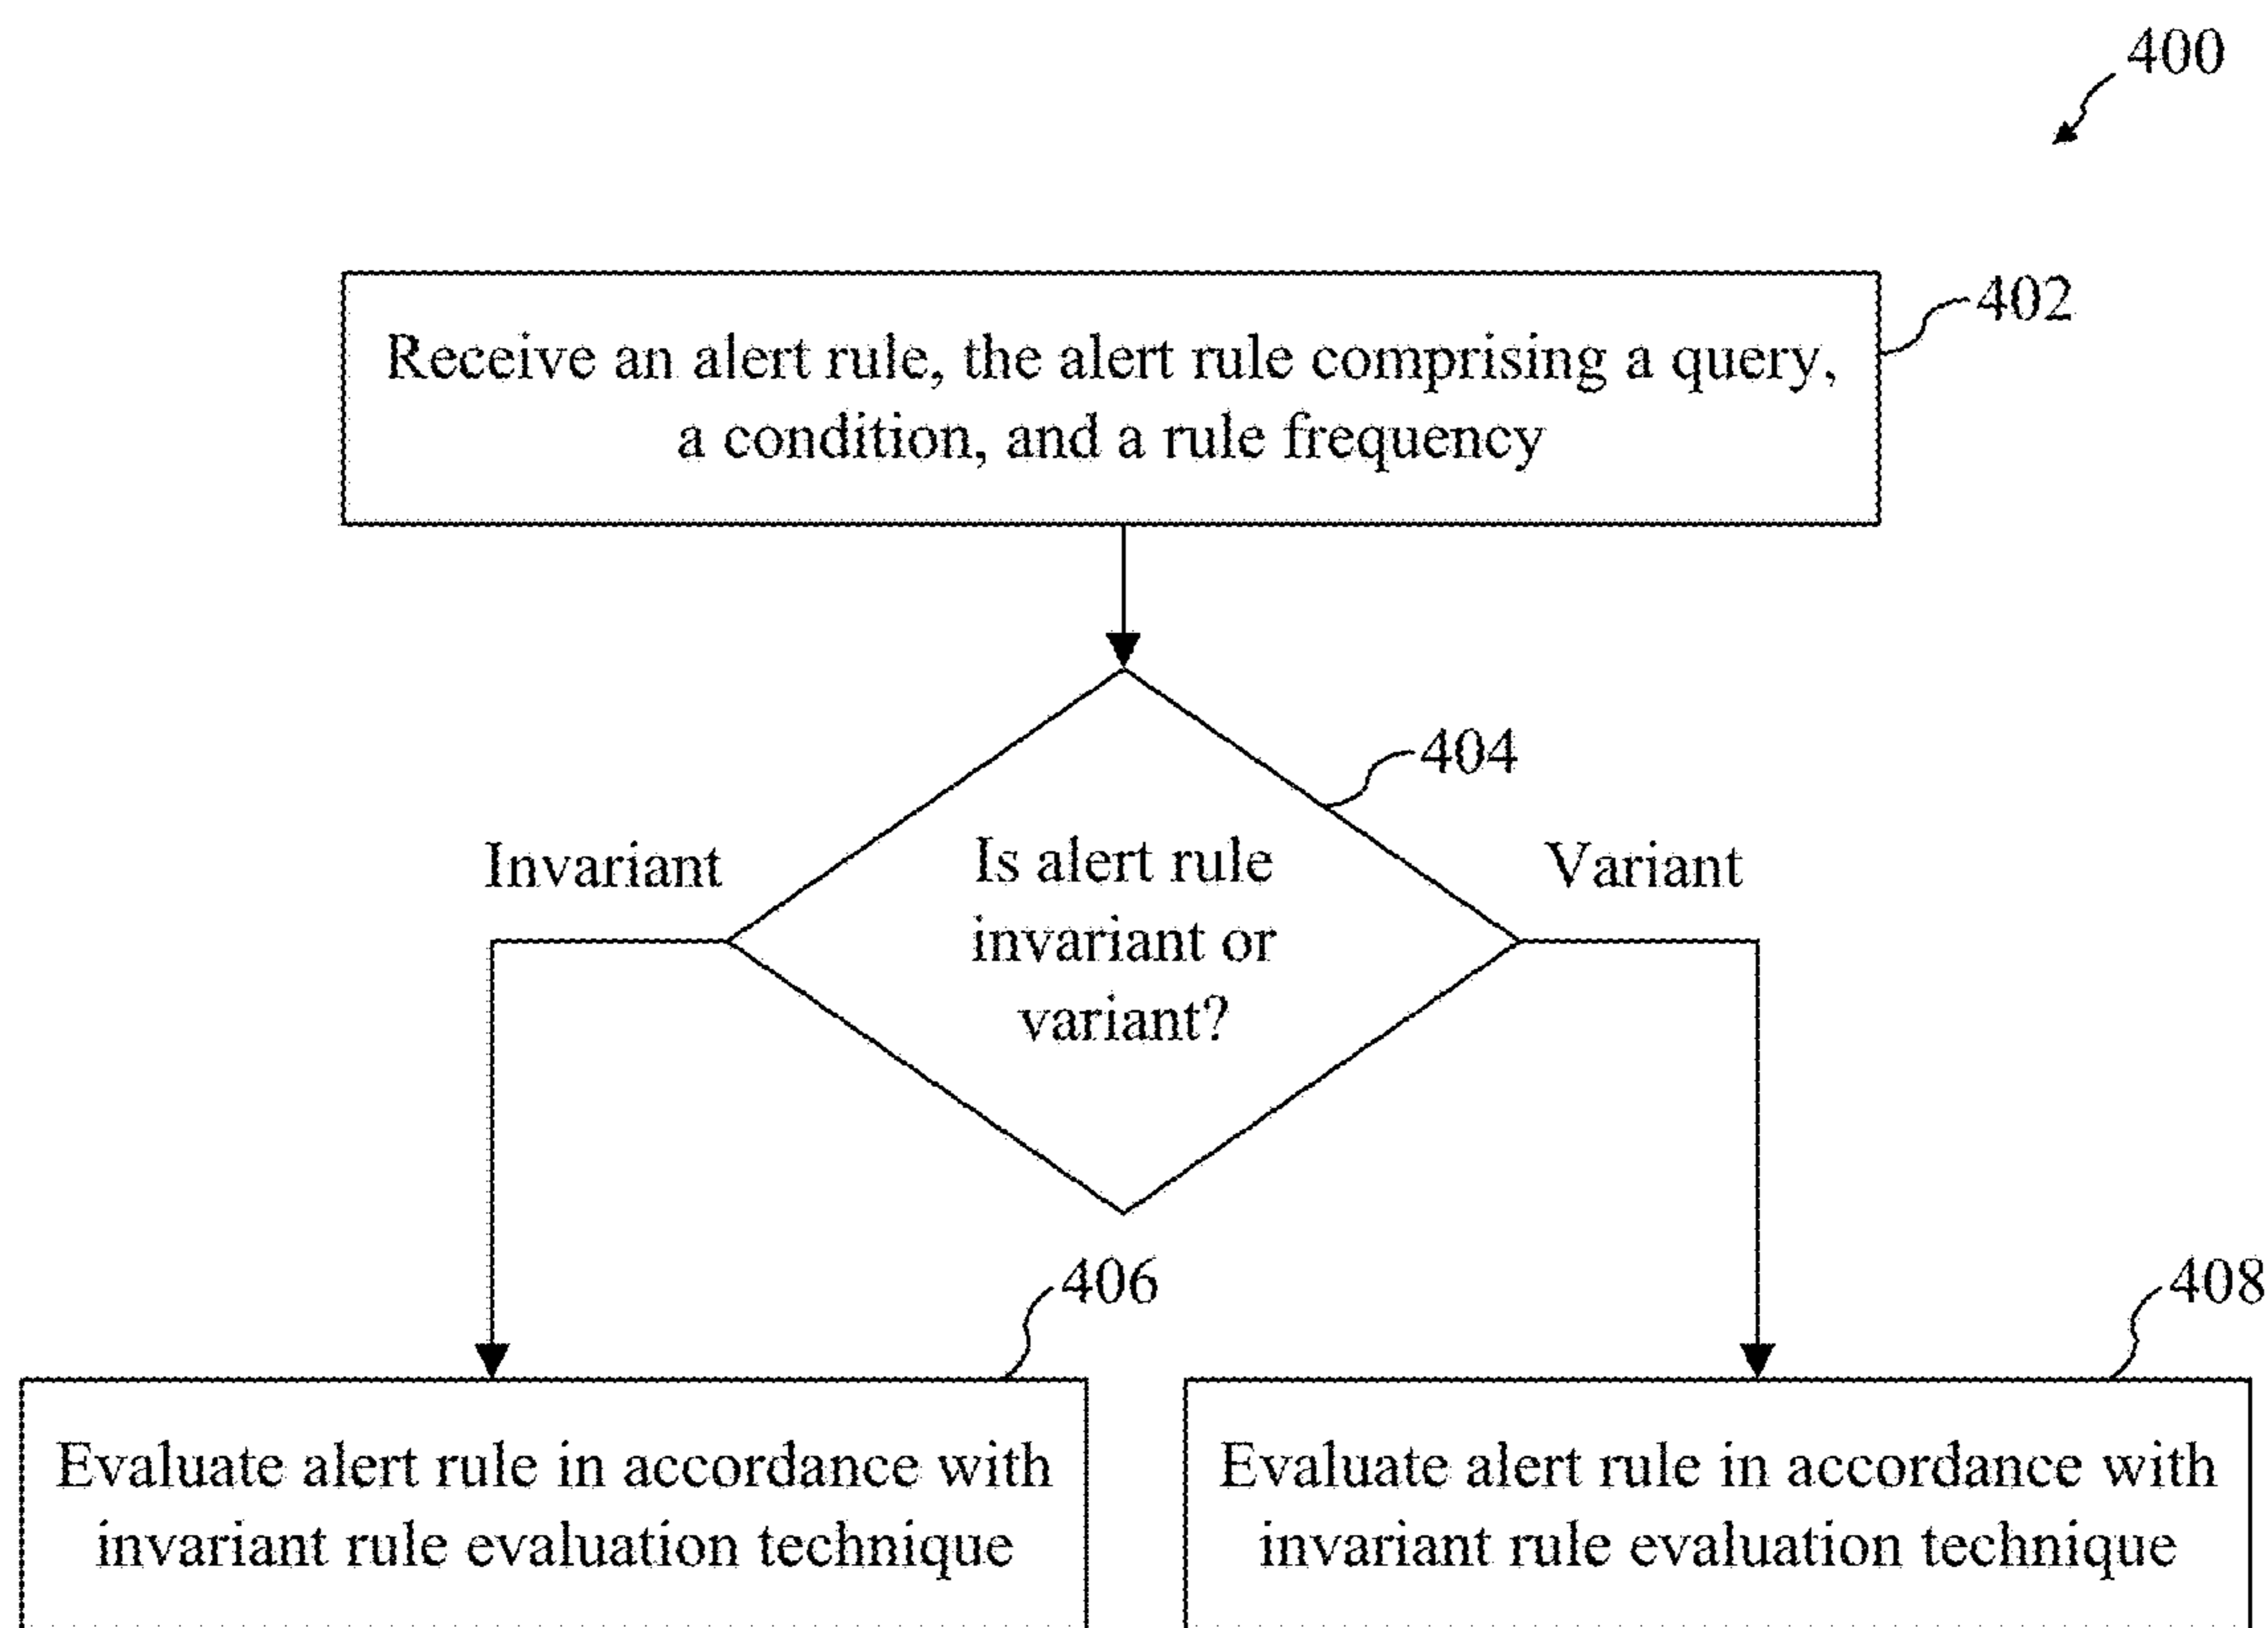 400
402
Receive an alert rule, the alert rule comprising a query,
a condition, and a rule frequency
404
Invariant
Variant
Is alert rule
invariant or
variant?
406
408
Evaluate alert rule in accordance with
invariant rule evaluation technique
Evaluate alert rule in accordance with
invariant rule evaluation technique